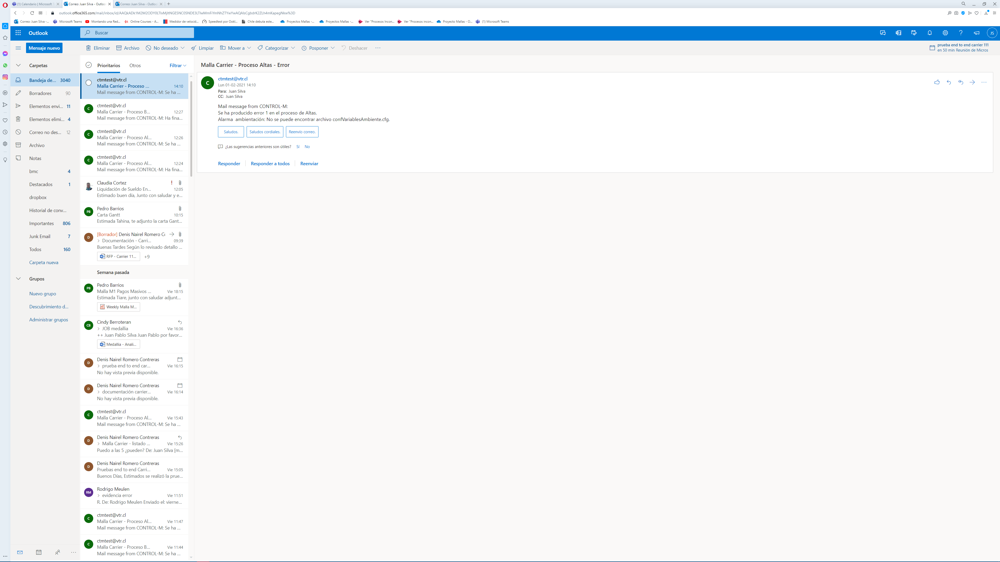 (1) Calendario | Microsoft T
Correo: Juan Silva - Outloo
Correo: Juan Silva - Outloo
outlook.office365.com/mail/inbox/id/
Correo: Juan Silva -...
Microsoft Teams
Montando una Red...
Online Courses - A...
Medidor de velocid...
Speedtest por Ookl...
Chile debuta este...
Proyectos Mallas -...
Proyectos Mallas -...
Ver "Procesos Incon...
Ver "Procesos incon...
Proyecto Mallas - O...
(1) Microsoft Teams
Outlook
Buscar
JS
Mensaje nuevo
Eliminar
Archivo
No deseado
Limpiar
Mover a
Categorizar
Posponer
Deshacer
prueba end to end carrier 111
en 50 min Reunión de Micros
Carpetas
Bandeja de... 3040
Borradores 90
Elementos envi... 11
Elementos elimi... 4
Correo no des... 12
Archivo
Notas
bmc 4
Destacados 1
dropbox
Historial de conv...
Importantes 806
Junk Email 7
Todos 160
Carpeta nueva
Grupos
Nuevo grupo
Descubrimiento d...
Administrar grupos
Prioritarios
Otros
Filtrar
ctmtest@vtr.cl
Malla Carrier - Proceso ... 14:10
Mail message from CONTROL-M: Se ha ...
C
ctmtest@vtr.cl
Malla Carrier - Proceso B... 12:27
Mail message from CONTROL-M: Ha fina...
C
ctmtest@vtr.cl
Malla Carrier - Proceso Al... 12:26
Mail message from CONTROL-M: Se ha ...
C
ctmtest@vtr.cl
Malla Carrier - Proceso Al... 12:24
Mail message from CONTROL-M: Ha fina...
Claudia Cortez
Liquidación de Sueldo En... 12:05
Estimado buen día, Junto con saludar y e...
PB
Pedro Barrios
Carta Gantt 10:15
Estimada Tahina, te adjunto la carta Gant...
D
[Borrador] Denis Nairel Romero Co
Documentación - Carri... 09:39
Buenas Tardes Según lo revisado detallo ...
RFP - Carrier 11... +9
Semana pasada
PB
Pedro Barrios
Malla M1 Pagos Masivos ... Vie 18:15
Estimada Tiare, junto con saludar adjunt...
Weekly Malla M...
CB
Cindy Berroteran
JOB medallia Vie 16:36
++ Juan Pablo Silva Juan Pablo por favor...
Medallia - Anali...
D
Denis Nairel Romero Contreras
prueba end to end car... Vie 16:15
No hay vista previa disponible.
D
Denis Nairel Romero Contreras
documentación carrier... Vie 16:14
No hay vista previa disponible.
C
ctmtest@vtr.cl
Malla Carrier - Proceso Al... Vie 15:43
Mail message from CONTROL-M: Se ha ...
D
Denis Nairel Romero Contreras
Malla Carrier - listado ... Vie 15:26
Puedo a las 5 ¿pueden? De: Juan Silva [m...
D
Denis Nairel Romero Contreras
Pruebas end to end Carri... Vie 15:05
Buenos Días, Estimados se realizó la prue...
RM
Rodrigo Meulen
evidencia error Vie 11:51
R. De: Rodrigo Meulen Enviado el: vierne...
C
ctmtest@vtr.cl
Malla Carrier - Proceso Al... Vie 11:47
Mail message from CONTROL-M: Se ha ...
C
ctmtest@vtr.cl
Malla Carrier - Proceso B... Vie 11:44
Mail message from CONTROL-M: Se ha ...
Malla Carrier - Proceso Altas - Error
C
ctmtest@vtr.cl
Lun 01-02-2021 14:10
Para: Juan Silva
CC: Juan Silva
Mail message from CONTROL-M:
Se ha producido error 1 en el proceso de Altas.
Alarma ambientación: No se puede encontrar archivo confVariablesAmbiente.cfg.
Saludos.
Saludos cordiales.
Reenvío correo.
¿Las sugerencias anteriores son útiles? Sí No
Responder
Responder a todos
Reenviar